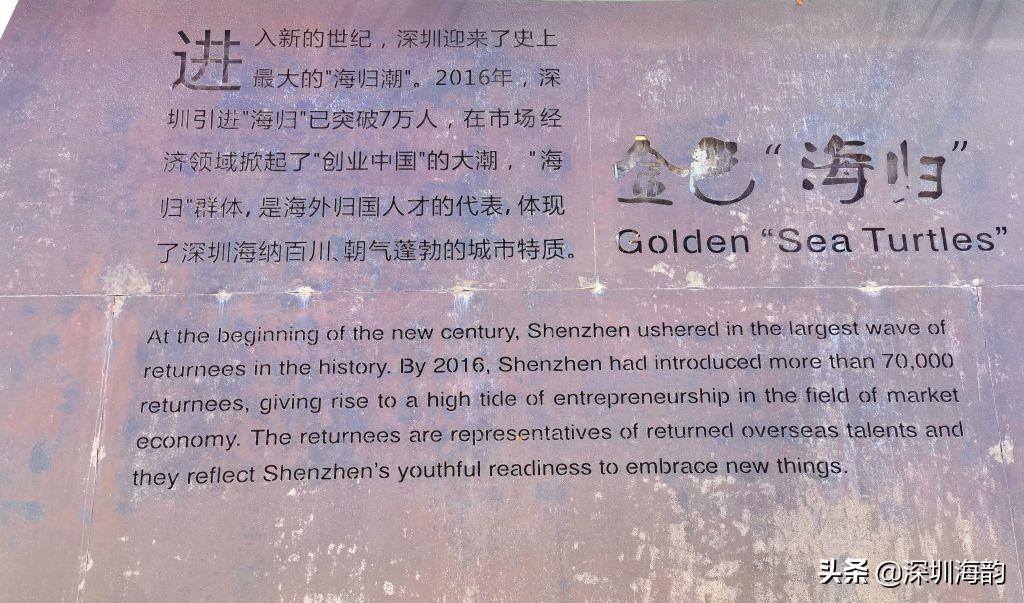 进入新的世纪，深圳迎来了史上
最大的"海归潮"。2016年，深
圳引进"海归"已突破7万人，在市场经
济领域掀起了"创业中国"的大潮，"海
归"群体，是海外归国人才的代表，体现
了深圳海纳百川、朝气蓬勃的城市特质。
金色“海归”
Golden “Sea Turtles”
At the beginning of the new century, Shenzhen ushered in the largest wave of
returnees in the history. By 2016, Shenzhen had introduced more than 70,000
returnees, giving rise to a high tide of entrepreneurship in the field of market
economy. The returnees are representatives of returned overseas talents and
they reflect Shenzhen's youthful readiness to embrace new things.
头条 @深圳海韵